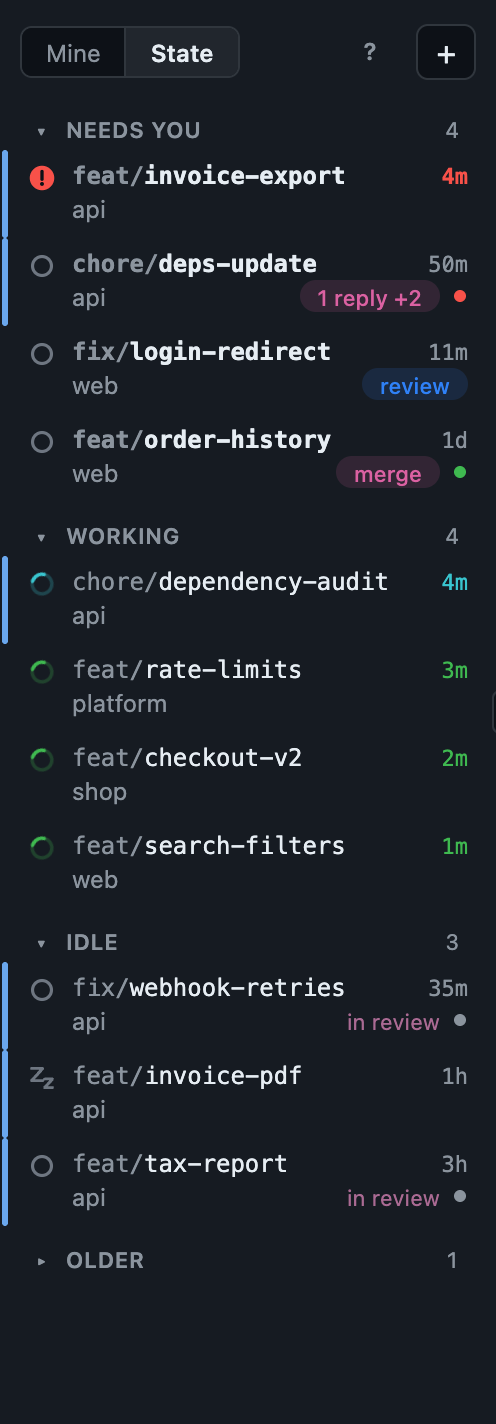 Mine State ? +
▾ NEEDS YOU 4
! feat/invoice-export 4m
api
chore/deps-update 50m
api 1 reply +2
fix/login-redirect 11m
web review
feat/order-history 1d
web merge
▾ WORKING 4
chore/dependency-audit 4m
api
feat/rate-limits 3m
platform
feat/checkout-v2 2m
shop
feat/search-filters 1m
web
▾ IDLE 3
fix/webhook-retries 35m
api in review
zz feat/invoice-pdf 1h
api
feat/tax-report 3h
api in review
▸ OLDER 1